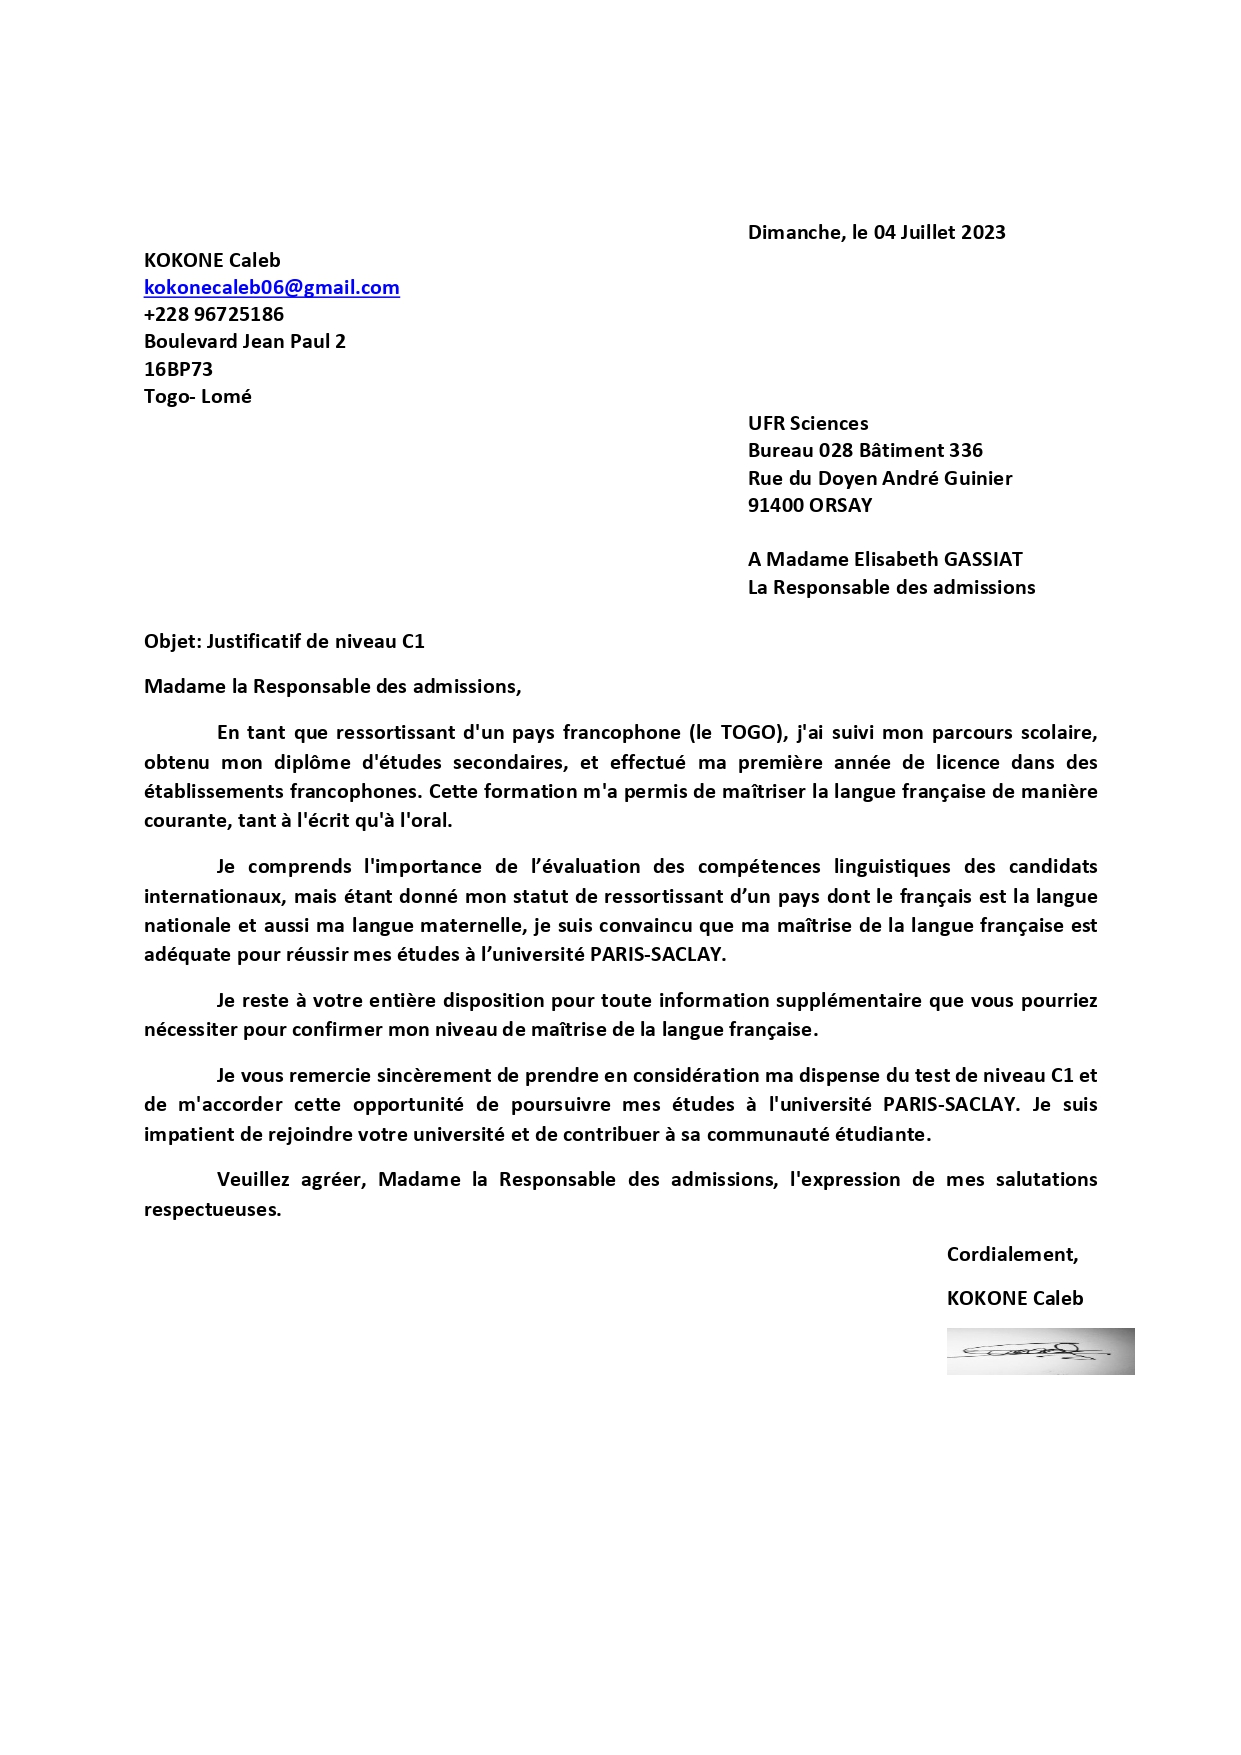 Dimanche, le 04 Juillet 2023
KOKONE Caleb
kokonecaleb06@gmail.com
+228 96725186
Boulevard Jean Paul 2
16BP73
Togo- Lomé
UFR Sciences
Bureau 028 Bâtiment 336
Rue du Doyen André Guinier
91400 ORSAY
A Madame Elisabeth GASSIAT
La Responsable des admissions
Objet: Justificatif de niveau C1
Madame la Responsable des admissions,
En tant que ressortissant d'un pays francophone (le TOGO), j'ai suivi mon parcours scolaire,
obtenu mon diplôme d'études secondaires, et effectué ma première année de licence dans des
établissements francophones. Cette formation m'a permis de maîtriser la langue française de manière
courante, tant à l'écrit qu'à l'oral.
Je comprends l'importance de l’évaluation des compétences linguistiques des candidats
internationaux, mais étant donné mon statut de ressortissant d’un pays dont le français est la langue
nationale et aussi ma langue maternelle, je suis convaincu que ma maîtrise de la langue française est
adéquate pour réussir mes études à l’université PARIS-SACLAY.
Je reste à votre entière disposition pour toute information supplémentaire que vous pourriez
nécessiter pour confirmer mon niveau de maîtrise de la langue française.
Je vous remercie sincèrement de prendre en considération ma dispense du test de niveau C1 et
de m'accorder cette opportunité de poursuivre mes études à l'université PARIS-SACLAY. Je suis
impatient de rejoindre votre université et de contribuer à sa communauté étudiante.
Veuillez agréer, Madame la Responsable des admissions, l'expression de mes salutations
respectueuses.
Cordialement,
KOKONE Caleb